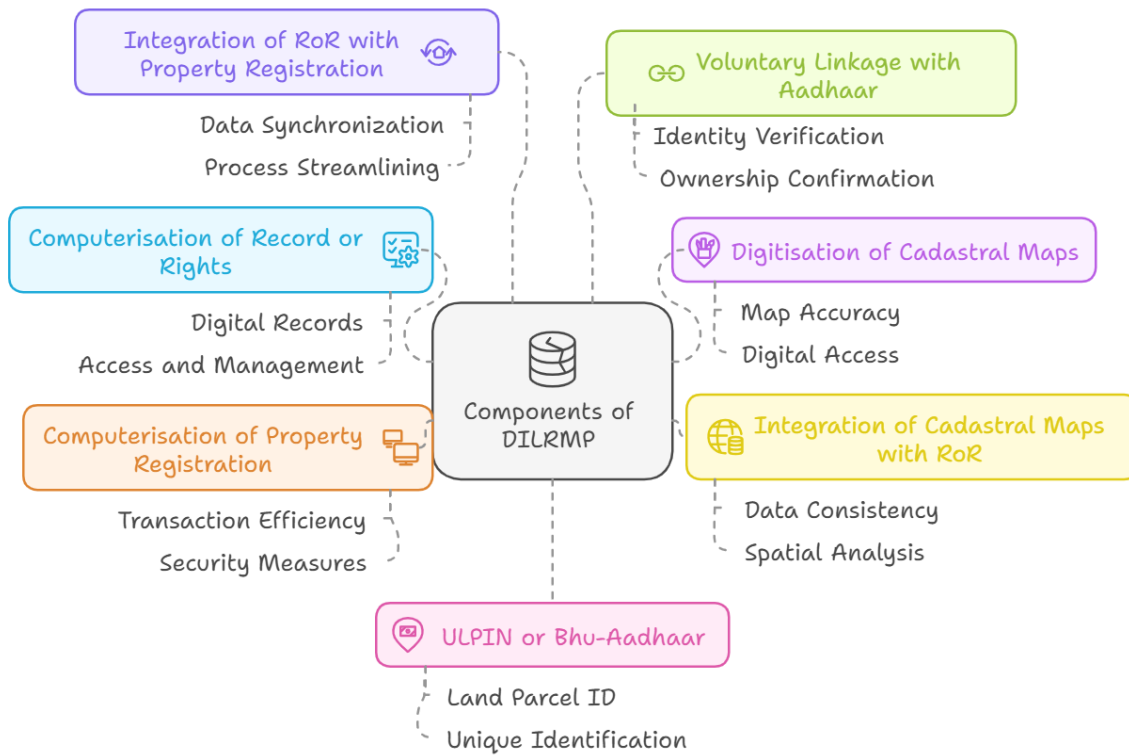 Integration of RoR with
Property Registration
Data Synchronization
Process Streamlining
Voluntary Linkage with
Aadhaar
Identity Verification
Ownership Confirmation
Computerisation of Record or
Rights
Digital Records
Access and Management
Digitisation of Cadastral Maps
Map Accuracy
Digital Access
Components of
DILRMP
Computerisation of Property
Registration
Transaction Efficiency
Security Measures
Integration of Cadastral Maps
with RoR
Data Consistency
Spatial Analysis
ULPIN or Bhu-Aadhaar
Land Parcel ID
Unique Identification